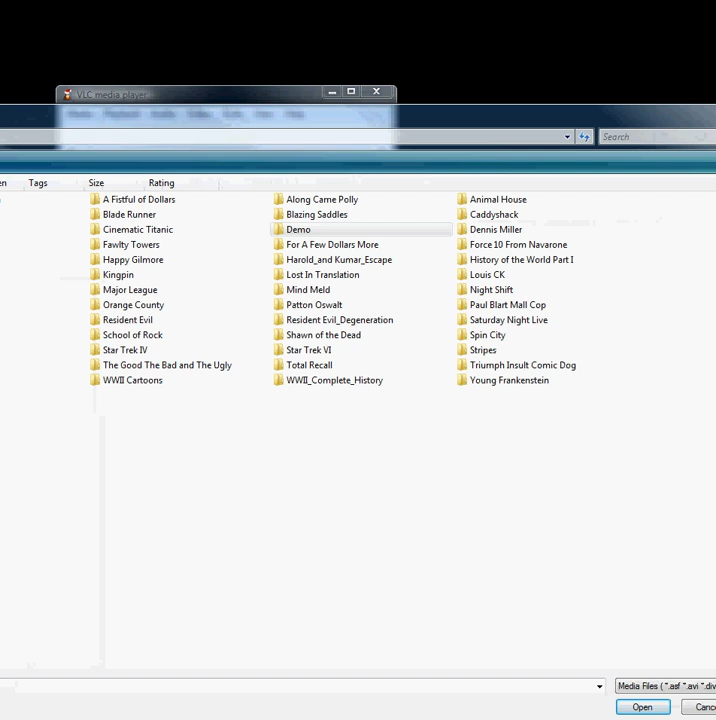 VLC media player
Search
en Tags Size Rating
A Fistful of Dollars Along Came Polly Animal House
Blade Runner Blazing Saddles Caddyshack
Cinematic Titanic Demo Dennis Miller
Fawlty Towers For A Few Dollars More Force 10 From Navarone
Happy Gilmore Harold_and Kumar_Escape History of the World Part I
Kingpin Lost In Translation Louis CK
Major League Mind Meld Night Shift
Orange County Patton Oswalt Paul Blart Mall Cop
Resident Evil Resident Evil_Degeneration Saturday Night Live
School of Rock Shawn of the Dead Spin City
Star Trek IV Star Trek VI Stripes
The Good The Bad and The Ugly Total Recall Triumph Insult Comic Dog
WWII Cartoons WWII_Complete_History Young Frankenstein
Media Files ( *.asf *.avi *.div
Open Canc